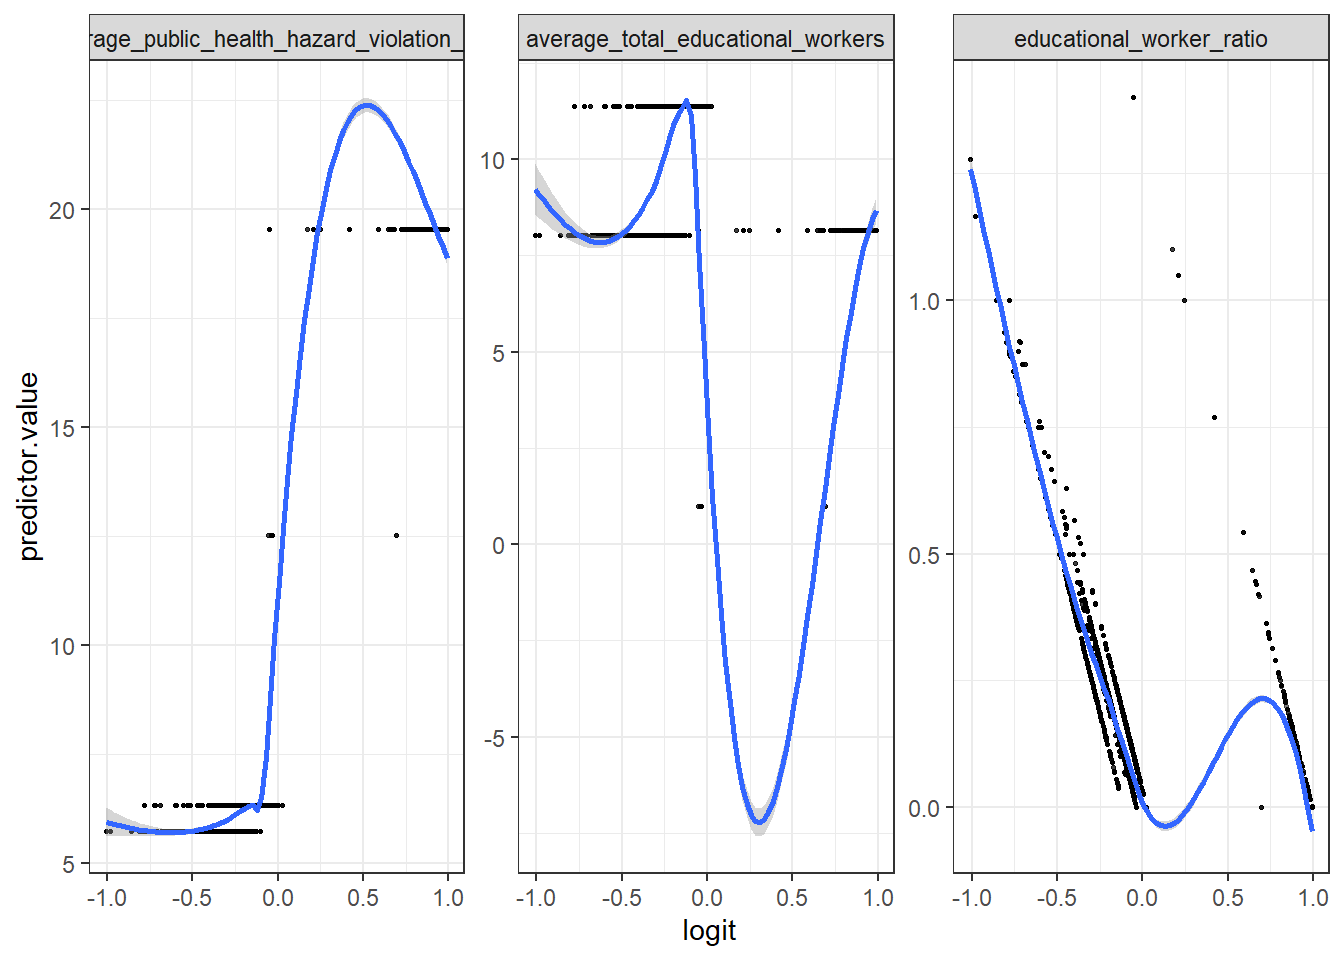 rage_public_health_hazard_violation_
average_total_educational_workers
educational_worker_ratio
predictor.value
20
15
10
5
10
5
0
-5
1.0
0.5
0.0
-1.0 -0.5 0.0 0.5 1.0
-1.0 -0.5 0.0 0.5 1.0
-1.0 -0.5 0.0 0.5 1.0
logit